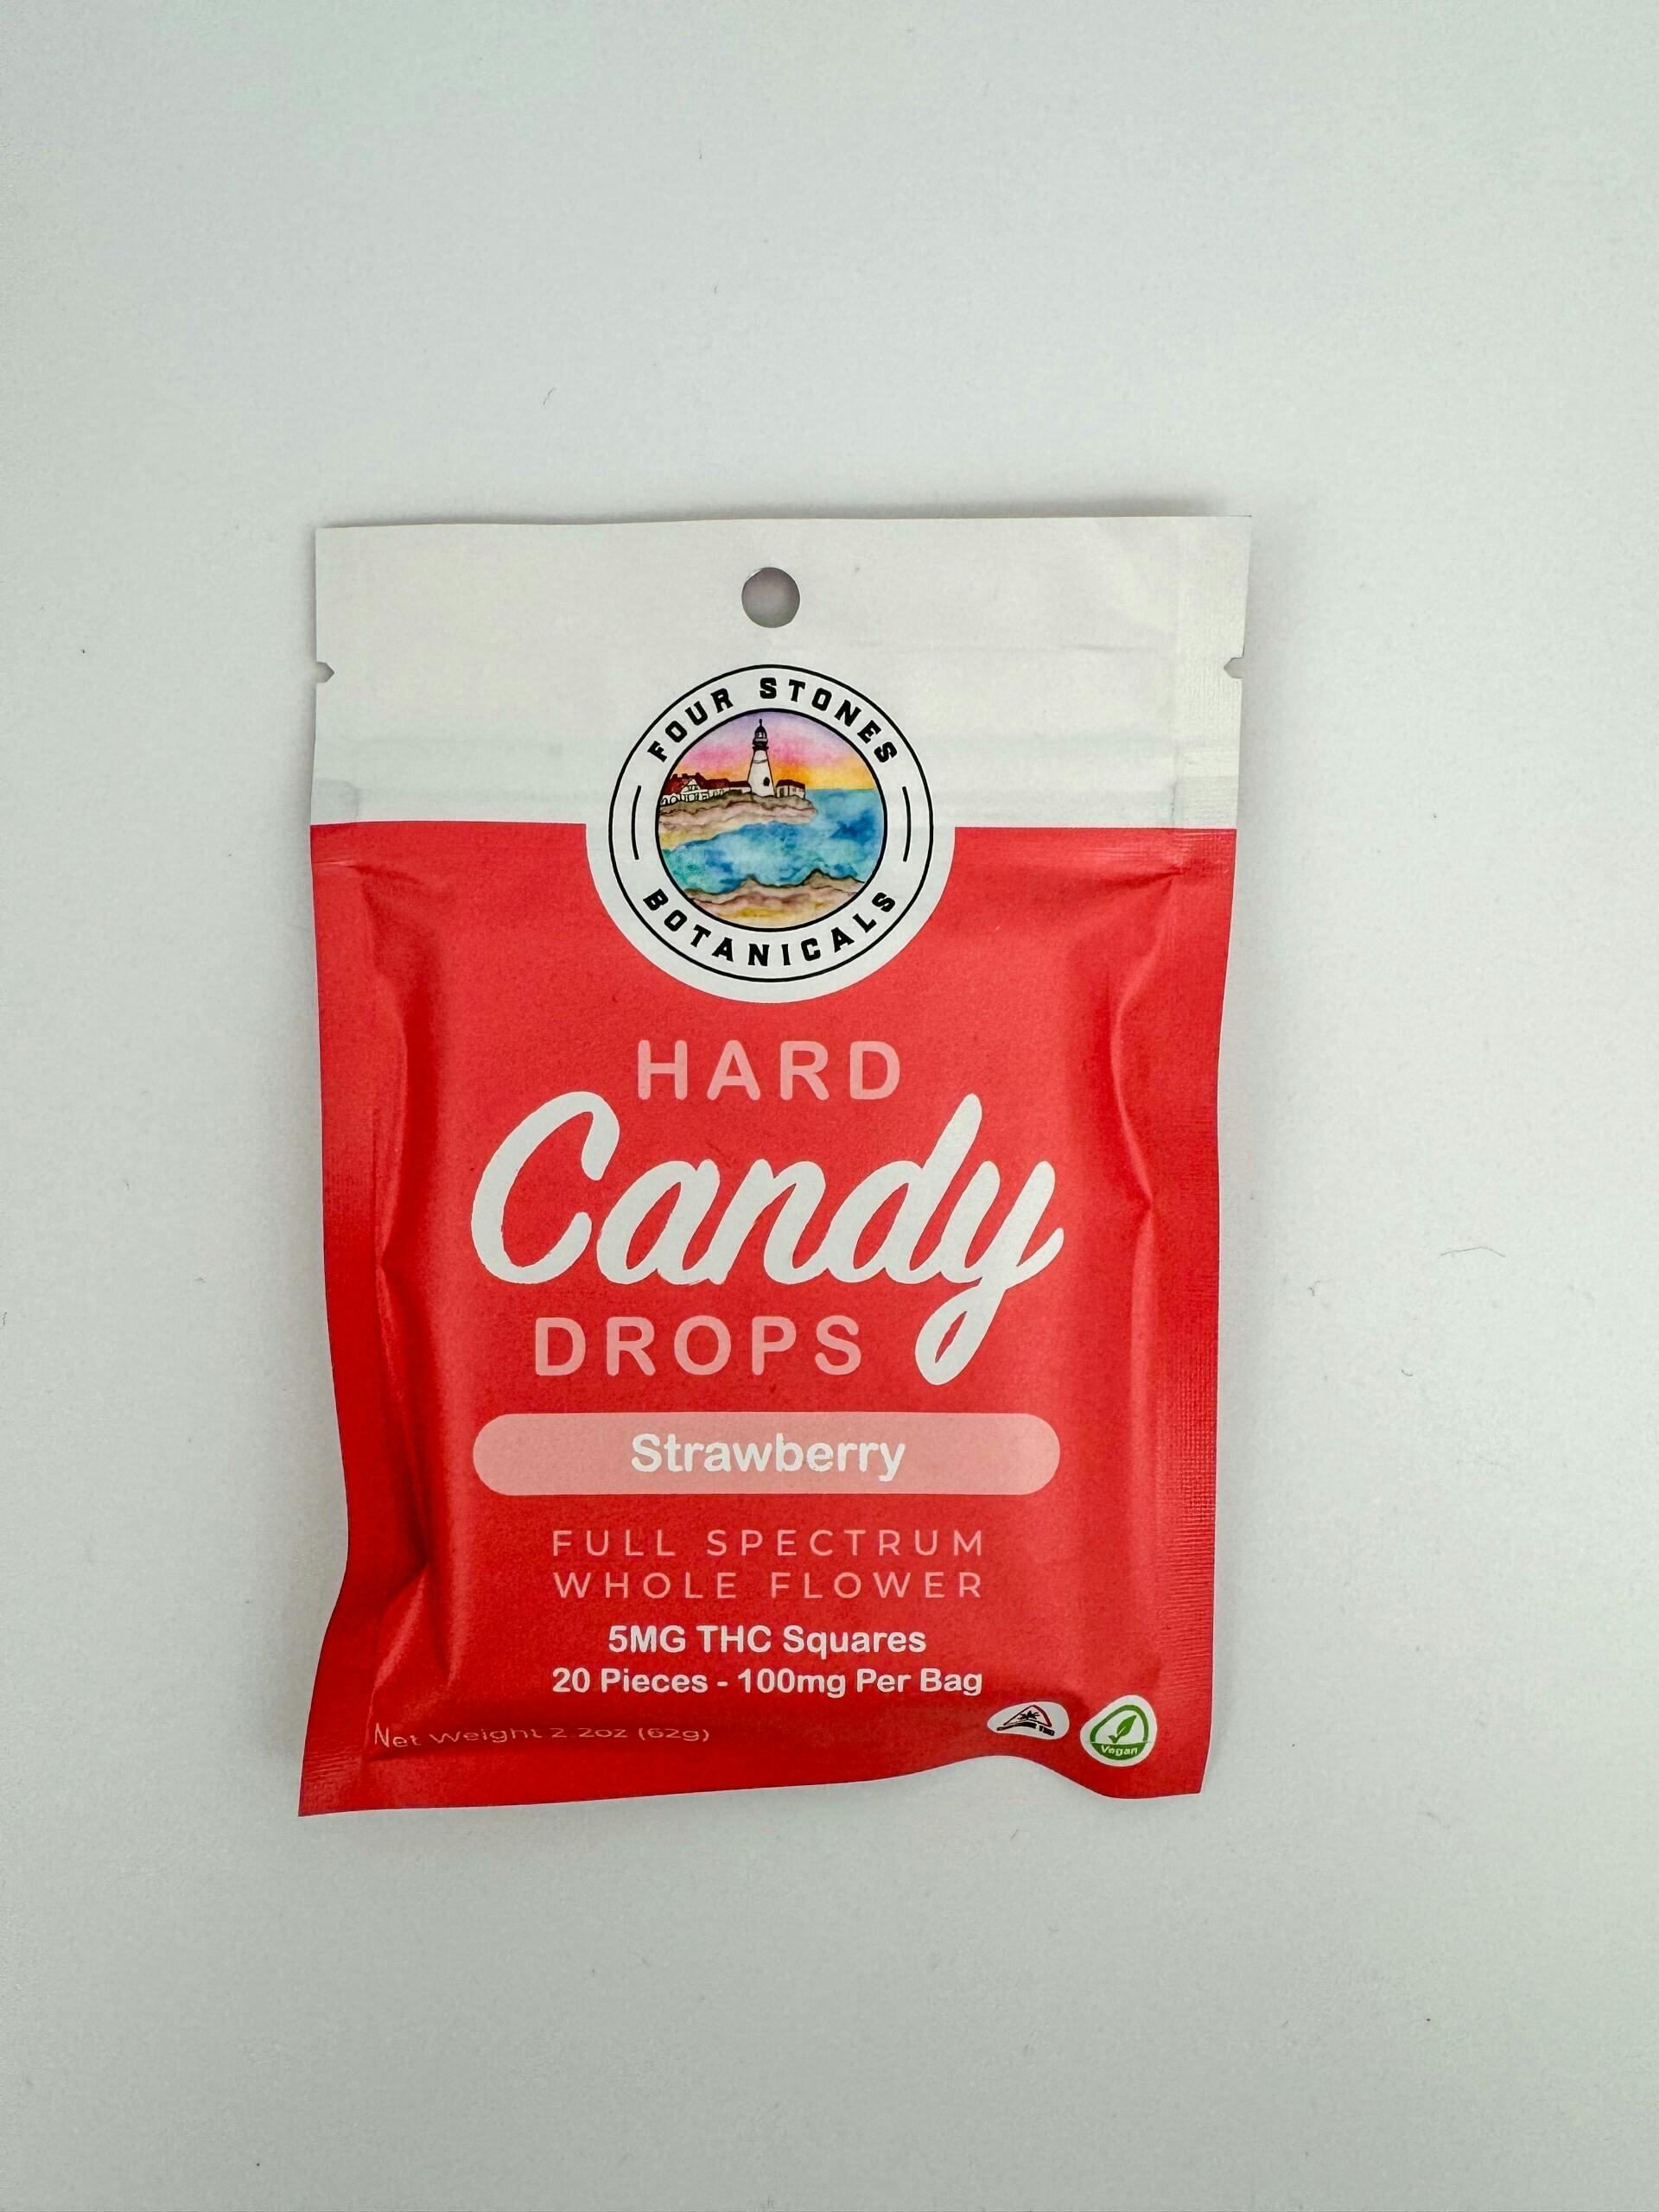 FOUR STONES
BOTANICALS
HARD
Candy
DROPS
Strawberry
FULL SPECTRUM
WHOLE FLOWER
5MG THC Squares
20 Pieces - 100mg Per Bag
Net Weight 2.2oz (62g)
Vegan